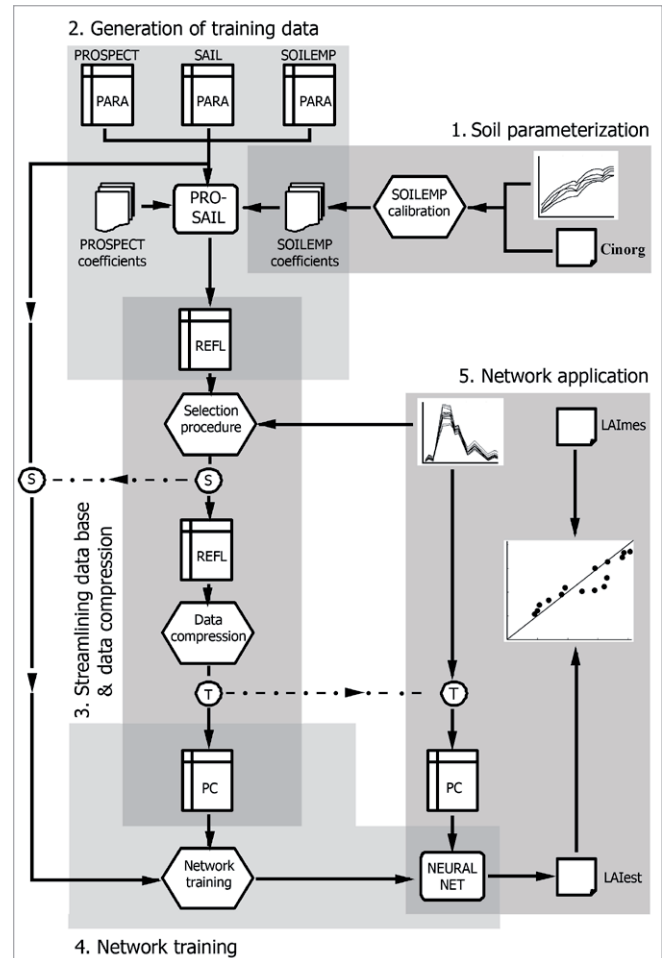 2. Generation of training data
PROSPECT
SAIL
SOILEMP
PARA
PARA
PARA
1. Soil parameterization
PRO-
SAIL
SOILEMP
calibration
PROSPECT
coefficients
SOILEMP
coefficients
Cinorg
REFL
5. Network application
Selection
procedure
LAImes
S
S
REFL
3. Streamlining data base
& data compression
Data
compression
T
T
PC
PC
Network
training
NEURAL
NET
LAIest
4. Network training